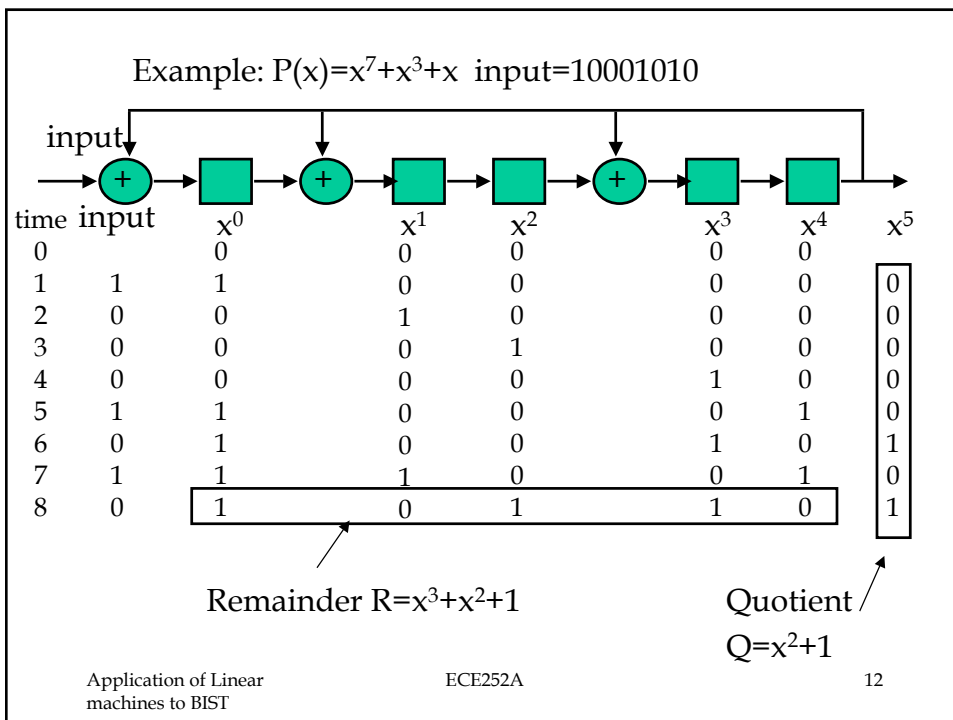 Example: P(x)=x⁷+x³+x input=10001010
input
+ + +
time input x⁰ x¹ x² x³ x⁴ x⁵
0 0 0 0 0 0
1 1 1 0 0 0 0 0
2 0 0 1 0 0 0 0
3 0 0 0 1 0 0 0
4 0 0 0 0 1 0 0
5 1 1 0 0 0 1 0
6 0 1 0 0 1 0 1
7 1 1 1 0 0 1 0
8 0 1 0 1 1 0 1
Remainder R=x³+x²+1
Quotient
Q=x²+1
Application of Linear
machines to BIST
ECE252A
12